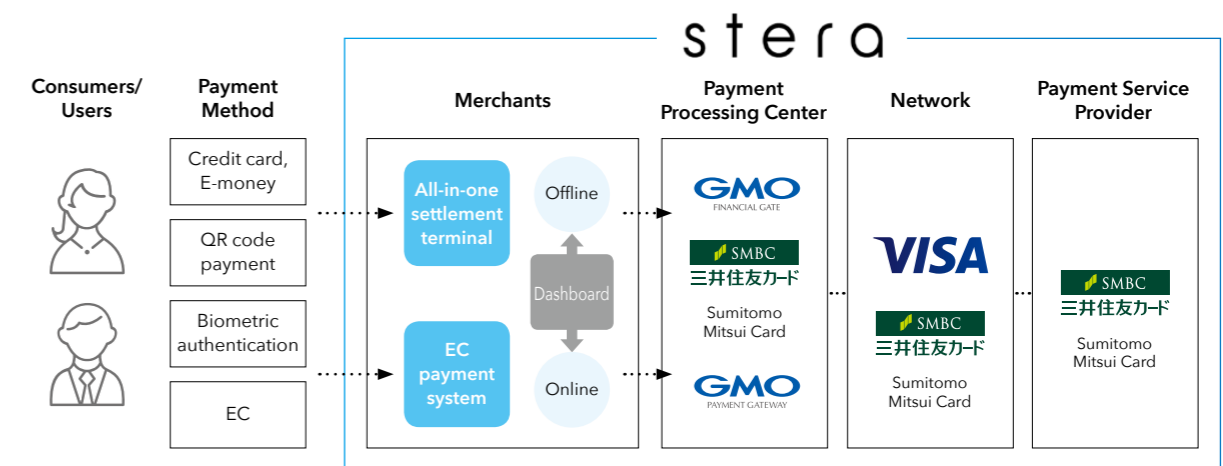 stera
Consumers/
Users
Payment
Method
Merchants
Payment
Processing Center
Network
Payment Service
Provider
Credit card,
E-money
QR code
payment
Biometric
authentication
EC
All-in-one
settlement
terminal
Offline
Dashboard
EC
payment
system
Online
GMO
FINANCIAL GATE
SMBC
三井住友カード
Sumitomo
Mitsui Card
GMO
PAYMENT GATEWAY
VISA
SMBC
三井住友カード
Sumitomo
Mitsui Card
SMBC
三井住友カード
Sumitomo
Mitsui Card